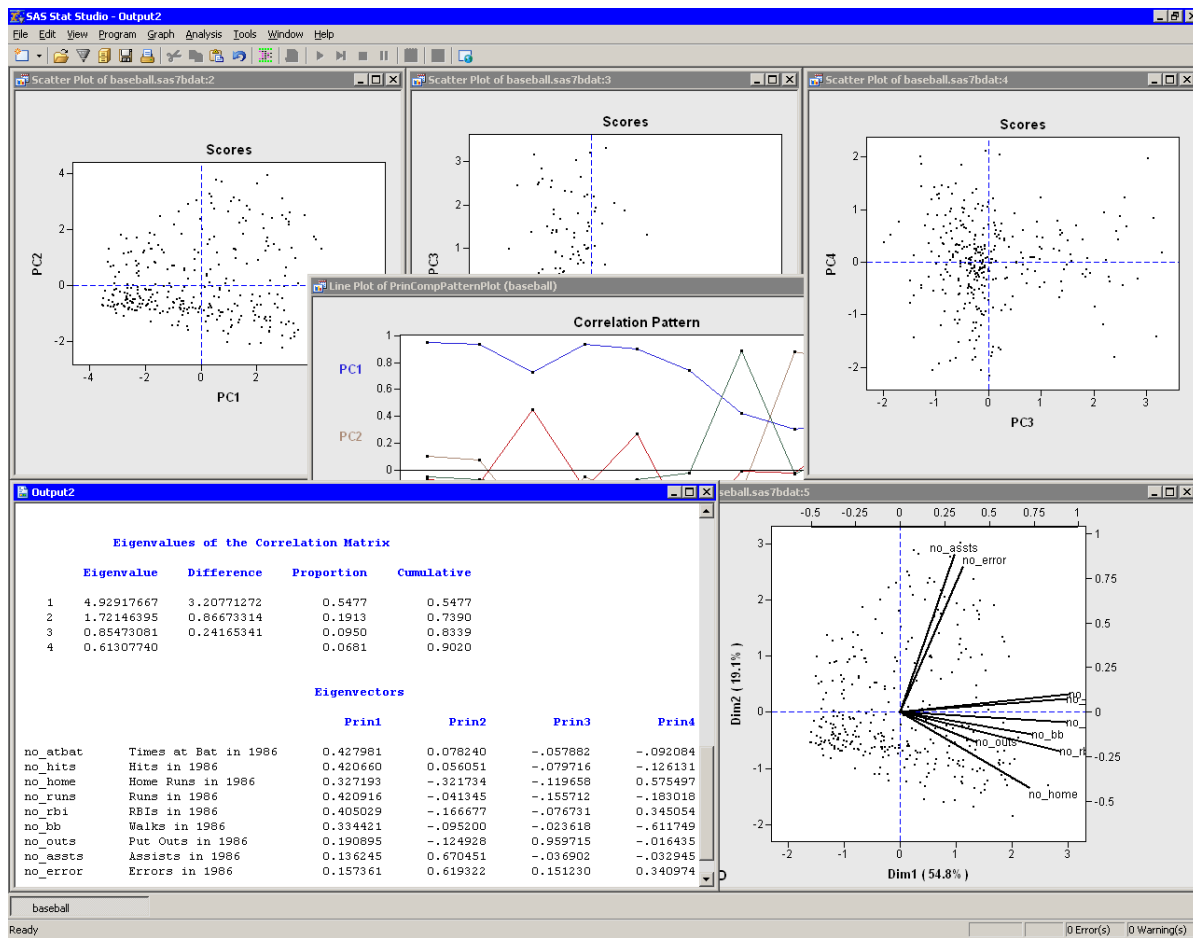 SAS Stat Studio - Output2
File Edit View Program Graph Analysis Tools Window Help
Scatter Plot of baseball.sas7bdat:2
Scores
PC2
4
2
0
-2
-4 -2 0 2
PC1
Scatter Plot of baseball.sas7bdat:3
Scores
PC3
3
2
1
Scatter Plot of baseball.sas7bdat:4
Scores
PC4
2
1
0
-1
-2
-2 -1 0 1 2 3
PC3
Line Plot of PrinCompPatternPlot (baseball)
Correlation Pattern
PC1
PC2
1
0.8
0.6
0.4
0.2
0
Output2
Eigenvalues of the Correlation Matrix
Eigenvalue Difference Proportion Cumulative
1 4.92917667 3.20771272 0.5477 0.5477
2 1.72146395 0.86673314 0.1913 0.7390
3 0.85473081 0.24165341 0.0950 0.8339
4 0.61307740 0.0681 0.9020
Eigenvectors
Prin1 Prin2 Prin3 Prin4
no_atbat Times at Bat in 1986 0.427981 0.078240 -.057882 -.092084
no_hits Hits in 1986 0.420660 0.056051 -.079716 -.126131
no_home Home Runs in 1986 0.327193 -.321734 -.119658 0.575497
no_runs Runs in 1986 0.420916 -.041345 -.155712 -.183018
no_rbi RBIs in 1986 0.405029 -.166677 -.076731 0.345054
no_bb Walks in 1986 0.334421 -.095200 -.023618 -.611749
no_outs Put Outs in 1986 0.190895 -.124928 0.959715 -.016435
no_assts Assists in 1986 0.136245 0.670451 -.036902 -.032945
no_error Errors in 1986 0.157361 0.619322 0.151230 0.340974
seball.sas7bdat:5
-0.5 -0.25 0 0.25 0.5 0.75 1
Dim2 (19.1%)
3
2
1
0
-1
-2
1
0.75
0.5
0.25
0
-0.25
-0.5
no_assts
no_error
no
no_
no_bb
no_outs
no_rb
no_home
-2 -1 0 1 2 3
Dim1 (54.8%)
baseball
Ready
0 Error(s) 0 Warning(s)